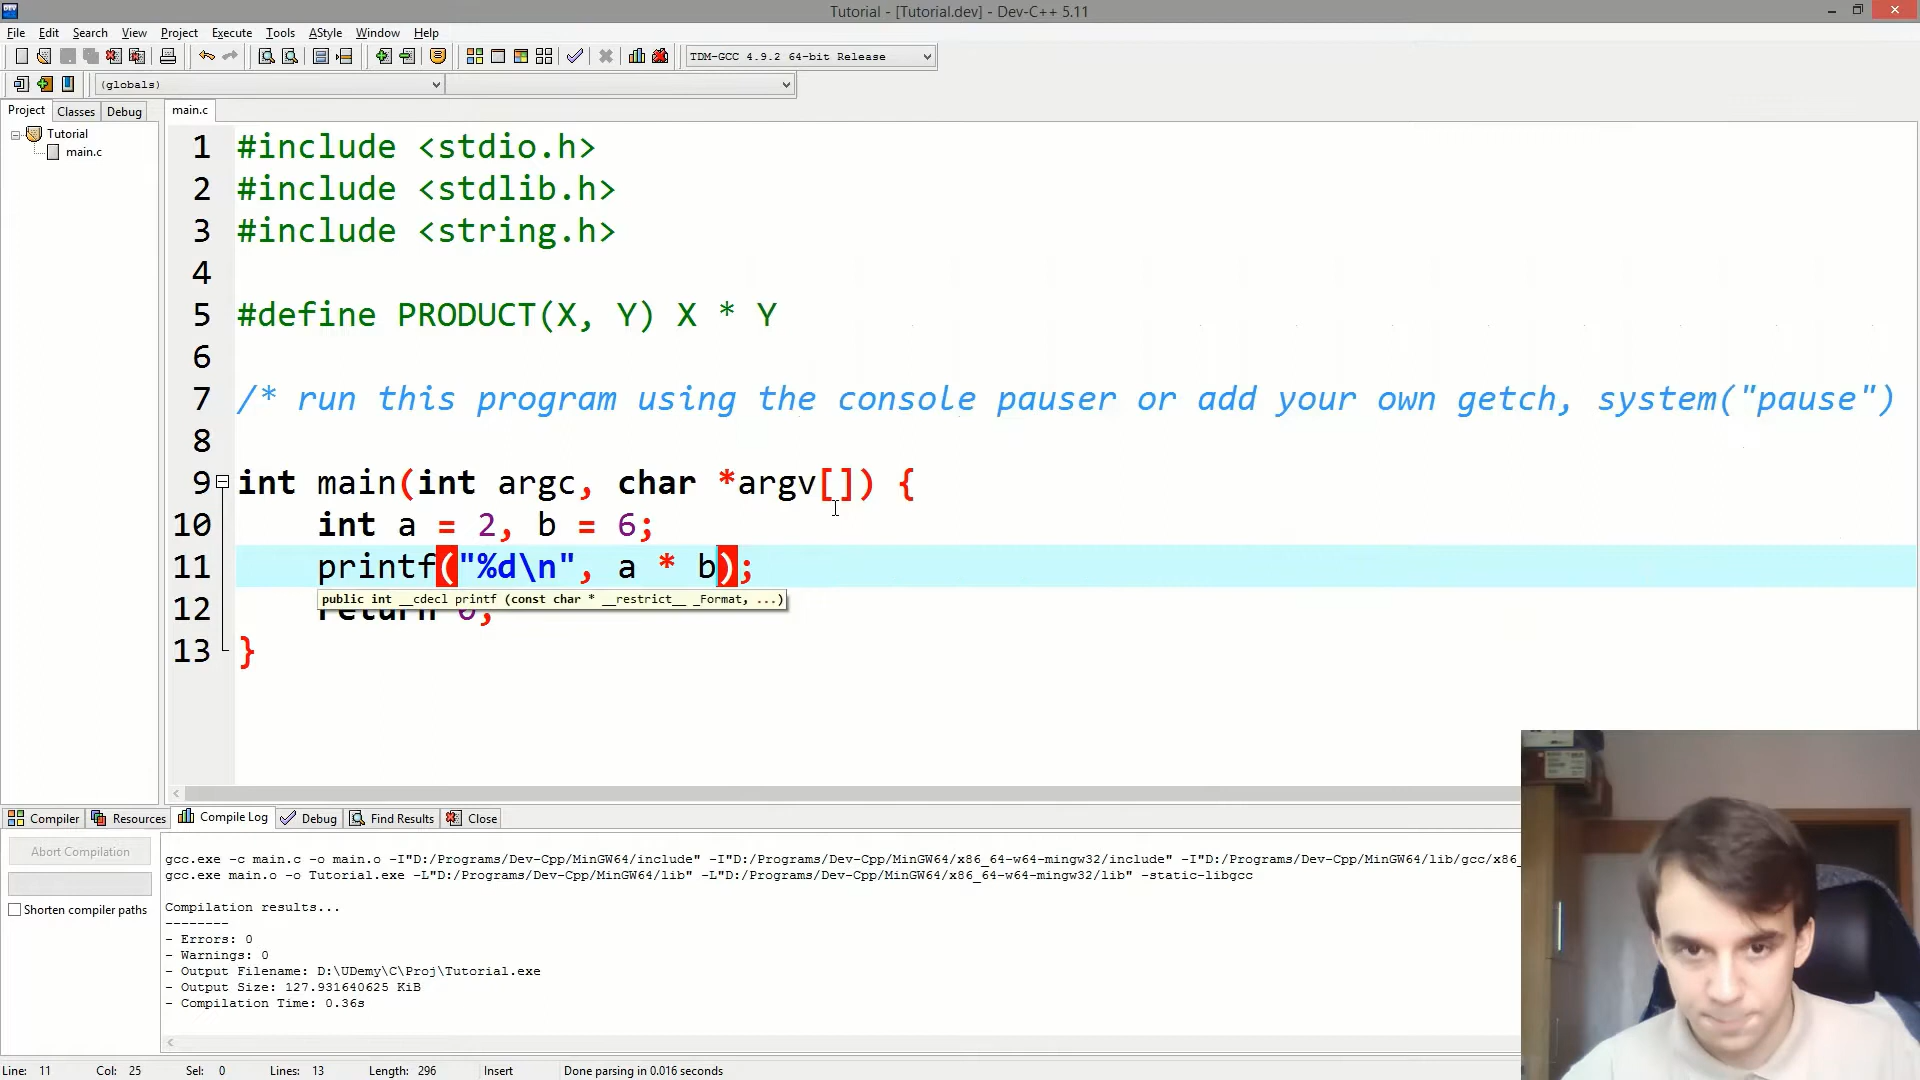 Tutorial - [Tutorial.dev] - Dev-C++ 5.11
File Edit Search View Project Execute Tools AStyle Window Help
TDM-GCC 4.9.2 64-bit Release
(globals)
Project Classes Debug main.c
Tutorial
main.c
1 #include <stdio.h>
2 #include <stdlib.h>
3 #include <string.h>
4
5 #define PRODUCT(X, Y) X * Y
6
7 /* run this program using the console pauser or add your own getch, system("pause")
8
9 int main(int argc, char *argv[]) {
10 int a = 2, b = 6;
11 printf("%d\n", a * b);
public int __cdecl printf (const char * __restrict__ _Format, ...)
12 return 0;
13 }
Compiler Resources Compile Log Debug Find Results Close
Abort Compilation
Shorten compiler paths
gcc.exe -c main.c -o main.o -I"D:/Programs/Dev-Cpp/MinGW64/include" -I"D:/Programs/Dev-Cpp/MinGW64/x86_64-w64-mingw32/include" -I"D:/Programs/Dev-Cpp/MinGW64/lib/gcc/x86_
gcc.exe main.o -o Tutorial.exe -L"D:/Programs/Dev-Cpp/MinGW64/lib" -L"D:/Programs/Dev-Cpp/MinGW64/x86_64-w64-mingw32/lib" -static-libgcc
Compilation results...
--------
- Errors: 0
- Warnings: 0
- Output Filename: D:\UDemy\C\Proj\Tutorial.exe
- Output Size: 127.931640625 KiB
- Compilation Time: 0.36s
Line: 11 Col: 25 Sel: 0 Lines: 13 Length: 296 Insert Done parsing in 0.016 seconds